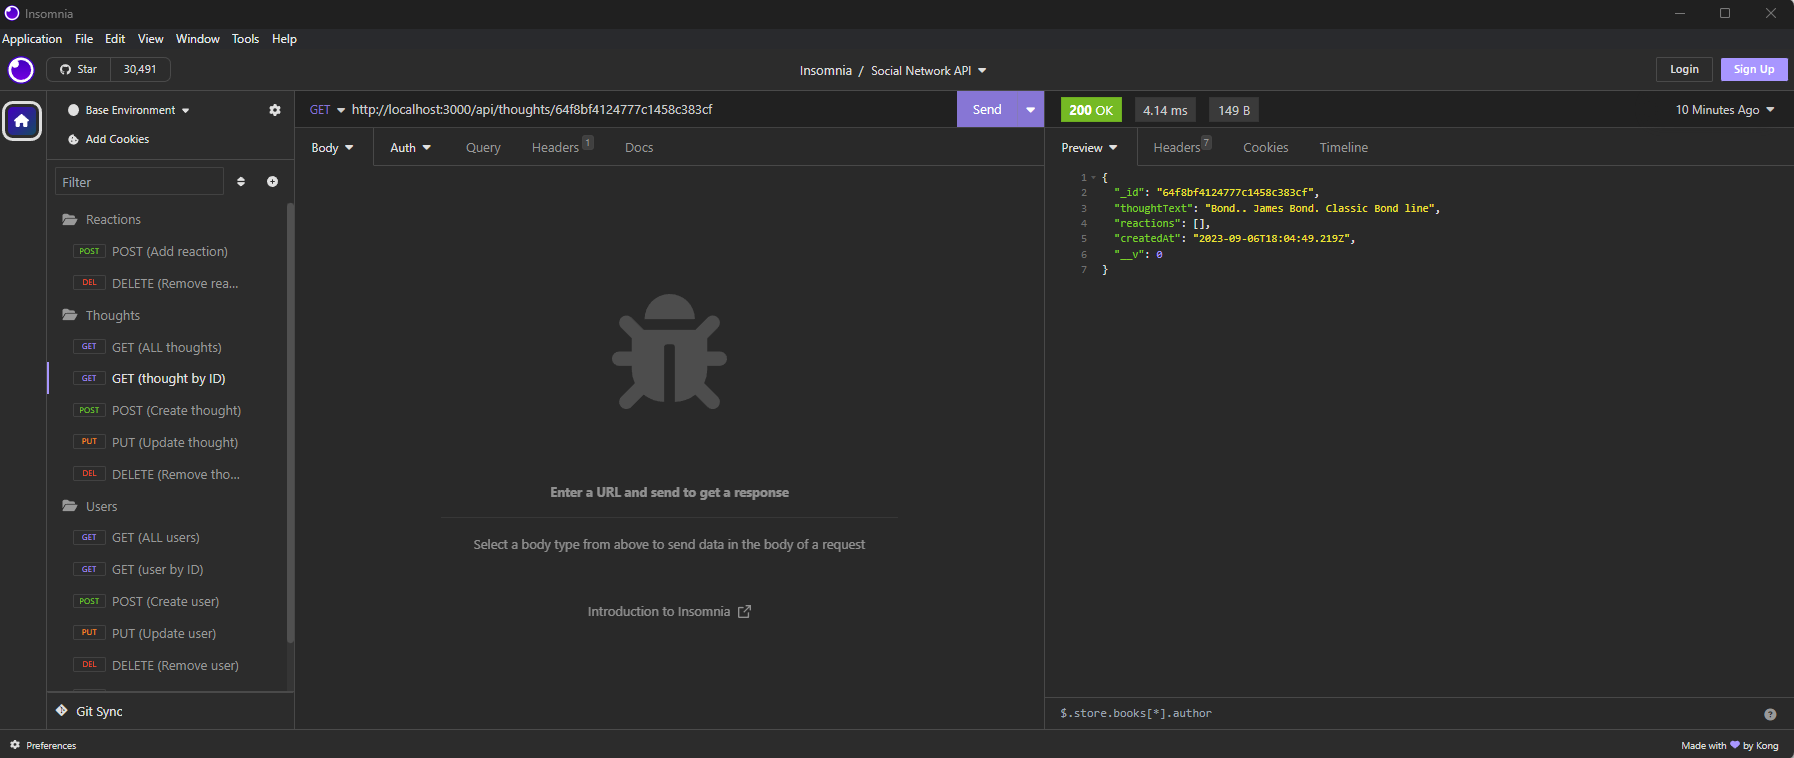 Insomnia
Application File Edit View Window Tools Help
Star 30,491
Insomnia / Social Network API
Login Sign Up
Base Environment
Add Cookies
Filter
Reactions
POST POST (Add reaction)
DEL DELETE (Remove rea...
Thoughts
GET GET (ALL thoughts)
GET GET (thought by ID)
POST POST (Create thought)
PUT PUT (Update thought)
DEL DELETE (Remove tho...
Users
GET GET (ALL users)
GET GET (user by ID)
POST POST (Create user)
PUT PUT (Update user)
DEL DELETE (Remove user)
Git Sync
GET http://localhost:3000/api/thoughts/64f8bf4124777c1458c383cf Send
Body Auth Query Headers 1 Docs
Enter a URL and send to get a response
Select a body type from above to send data in the body of a request
Introduction to Insomnia
200 OK 4.14 ms 149 B 10 Minutes Ago
Preview Headers 7 Cookies Timeline
1 {
2 "_id": "64f8bf4124777c1458c383cf",
3 "thoughtText": "Bond.. James Bond. Classic Bond line",
4 "reactions": [],
5 "createdAt": "2023-09-06T18:04:49.219Z",
6 "__v": 0
7 }
$.store.books[*].author
Preferences
Made with 💜 by Kong